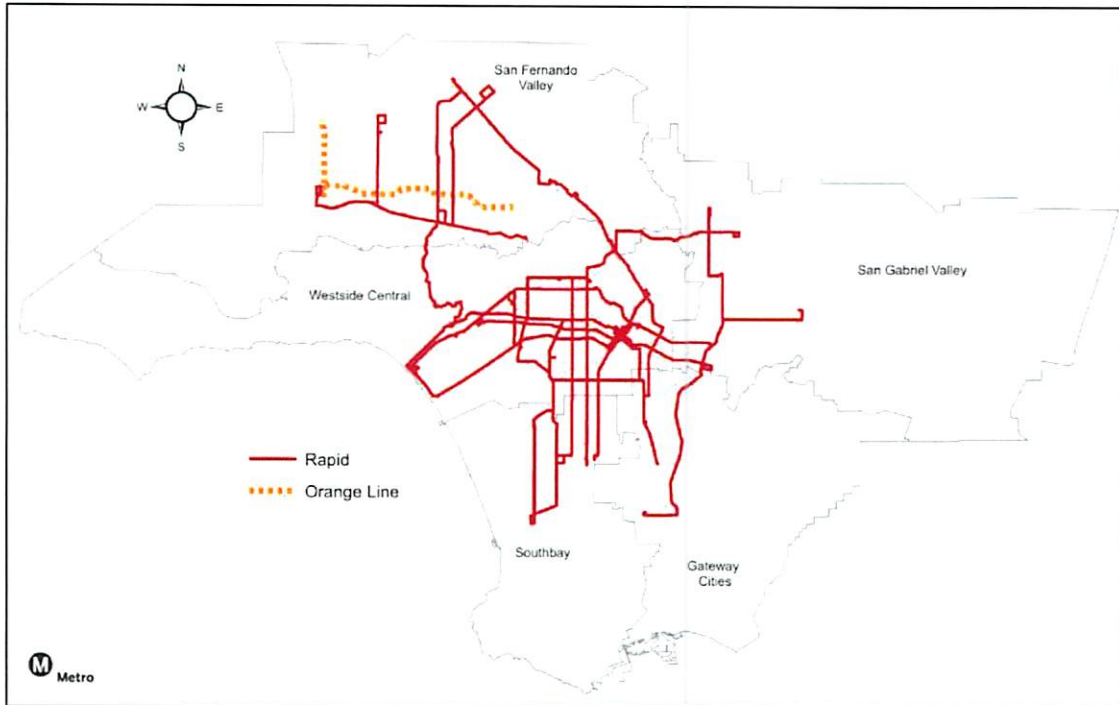 San Fernando
Valley
N
W
E
S
San Gabriel Valley
Westside Central
Rapid
Orange Line
Southbay
Gateway
Cities
M
Metro